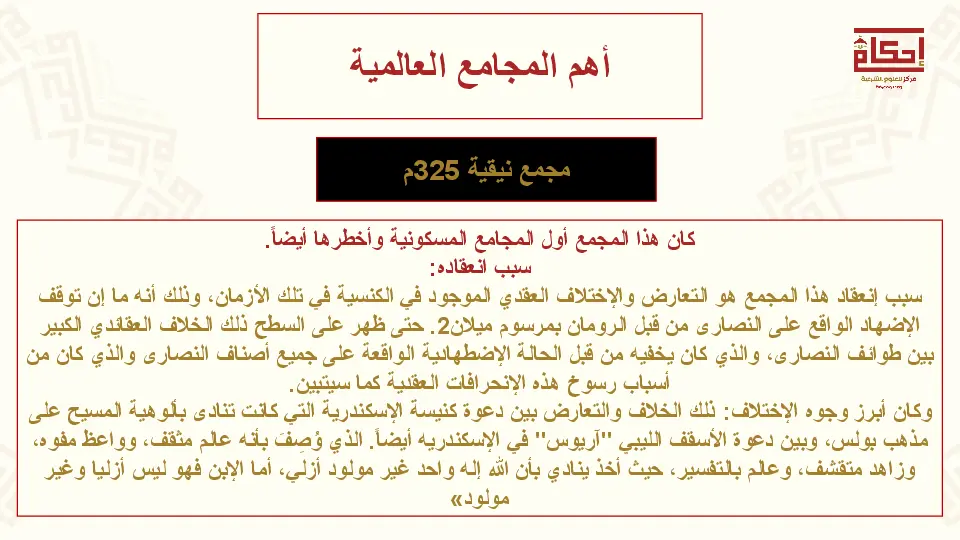 أهم المجامع العالمية
إحكام
مركز للعلوم الشرعية
مجمع نيقية 325م
كان هذا المجمع أول المجامع المسكونية وأخطرها أيضاً.
سبب انعقاده:
سبب إنعقاد هذا المجمع هو التعارض والإختلاف العقدي الموجود في الكنسية في تلك الأزمان، وذلك أنه ما إن توقف
الإضهاد الواقع على النصارى من قبل الرومان بمرسوم ميلان2. حتى ظهر على السطح ذلك الخلاف العقائدي الكبير
بين طوائف النصارى، والذي كان يخفيه من قبل الحالة الإضطهادية الواقعة على جميع أصناف النصارى والذي كان من
أسباب رسوخ هذه الإنحرافات العقدية كما سيتبين.
وكان أبرز وجوه الإختلاف: ذلك الخلاف والتعارض بين دعوة كنيسة الإسكندرية التي كانت تنادى بألوهية المسيح على
مذهب بولس، وبين دعوة الأسقف الليبي "آريوس" في الإسكندريه أيضاً. الذي وُصِفَ بأنه عالم مثقف، وواعظ مفوه،
وزاهد متقشف، وعالم بالتفسير، حيث أخذ ينادي بأن الله إله واحد غير مولود أزلي، أما الإبن فهو ليس أزليا وغير
مولود»